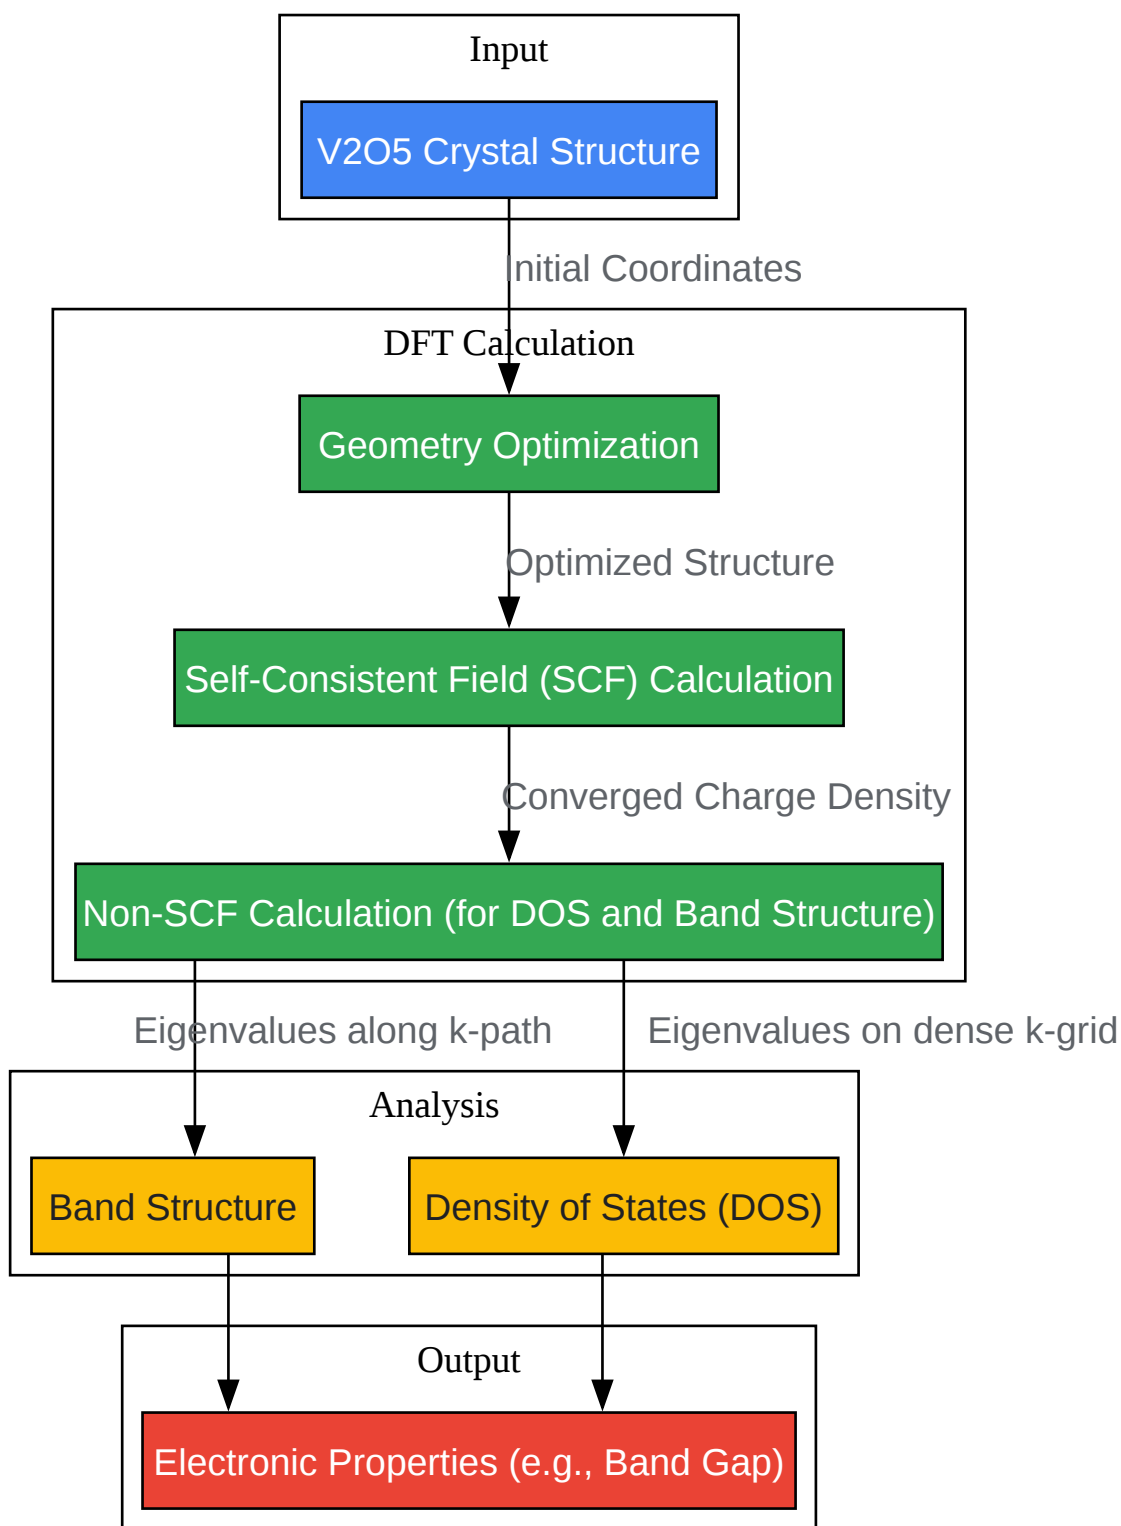 Input
V2O5 Crystal Structure
Initial Coordinates
DFT Calculation
Geometry Optimization
Optimized Structure
Self-Consistent Field (SCF) Calculation
Converged Charge Density
Non-SCF Calculation (for DOS and Band Structure)
Eigenvalues along k-path
Eigenvalues on dense k-grid
Analysis
Band Structure
Density of States (DOS)
Output
Electronic Properties (e.g., Band Gap)